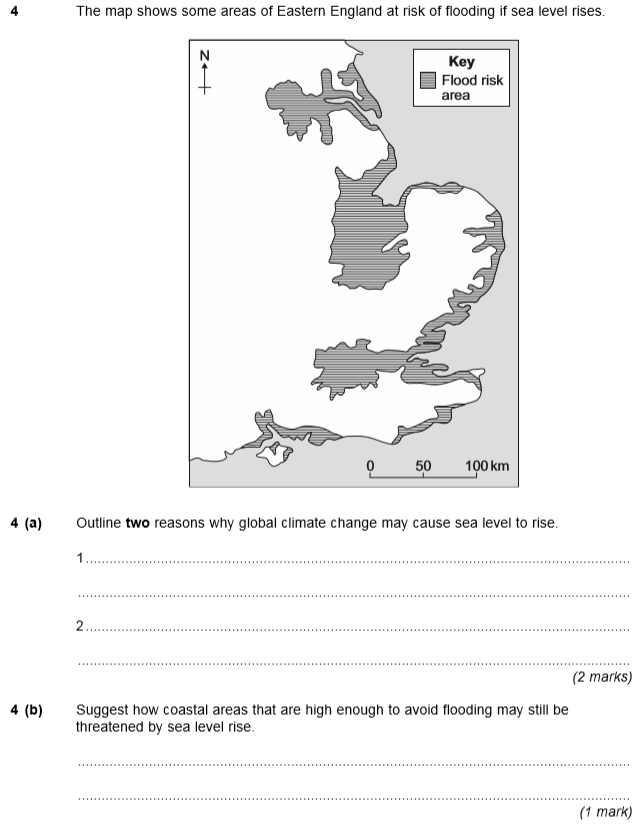 4 The map shows some areas of Eastern England at risk of flooding if sea level rises.
N
Key
Flood risk
area
0 50 100 km
4 (a) Outline two reasons why global climate change may cause sea level to rise.
1
2
(2 marks)
4 (b) Suggest how coastal areas that are high enough to avoid flooding may still be
threatened by sea level rise.
(1 mark)